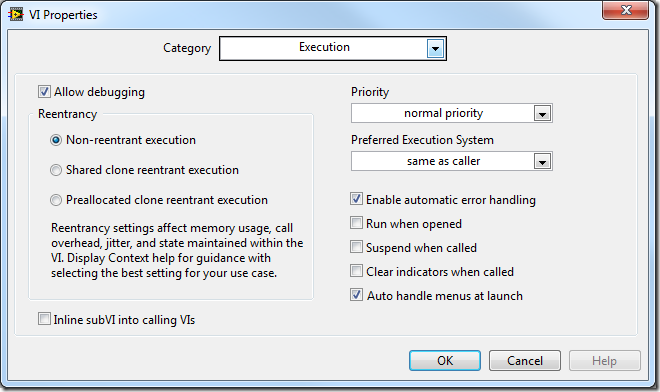 VI Properties
Category
Execution
Allow debugging
Reentrancy
Non-reentrant execution
Shared clone reentrant execution
Preallocated clone reentrant execution
Reentrancy settings affect memory usage, call
overhead, jitter, and state maintained within the
VI. Display Context help for guidance with
selecting the best setting for your use case.
Inline subVI into calling VIs
Priority
normal priority
Preferred Execution System
same as caller
Enable automatic error handling
Run when opened
Suspend when called
Clear indicators when called
Auto handle menus at launch
OK
Cancel
Help